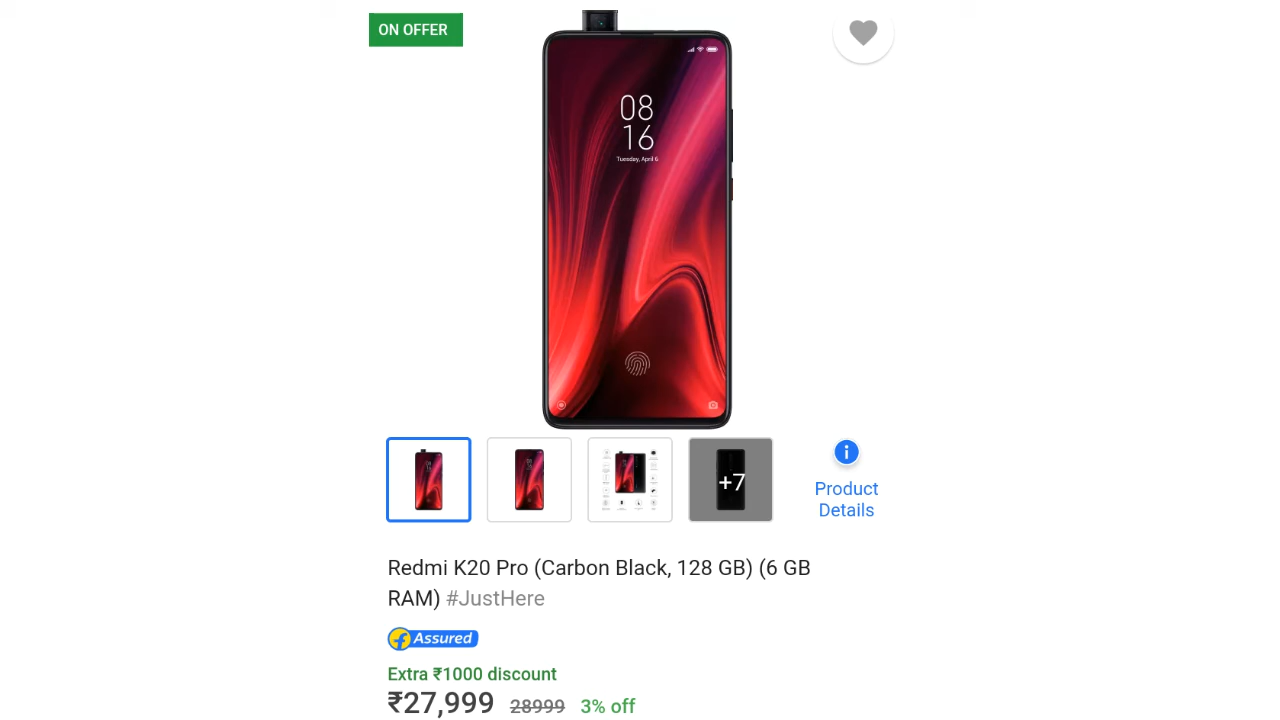 ON OFFER
08
16
Tuesday, April 6
+7
Product
Details
Redmi K20 Pro (Carbon Black, 128 GB) (6 GB
RAM) #JustHere
f Assured
Extra ₹1000 discount
₹27,999 28999 3% off